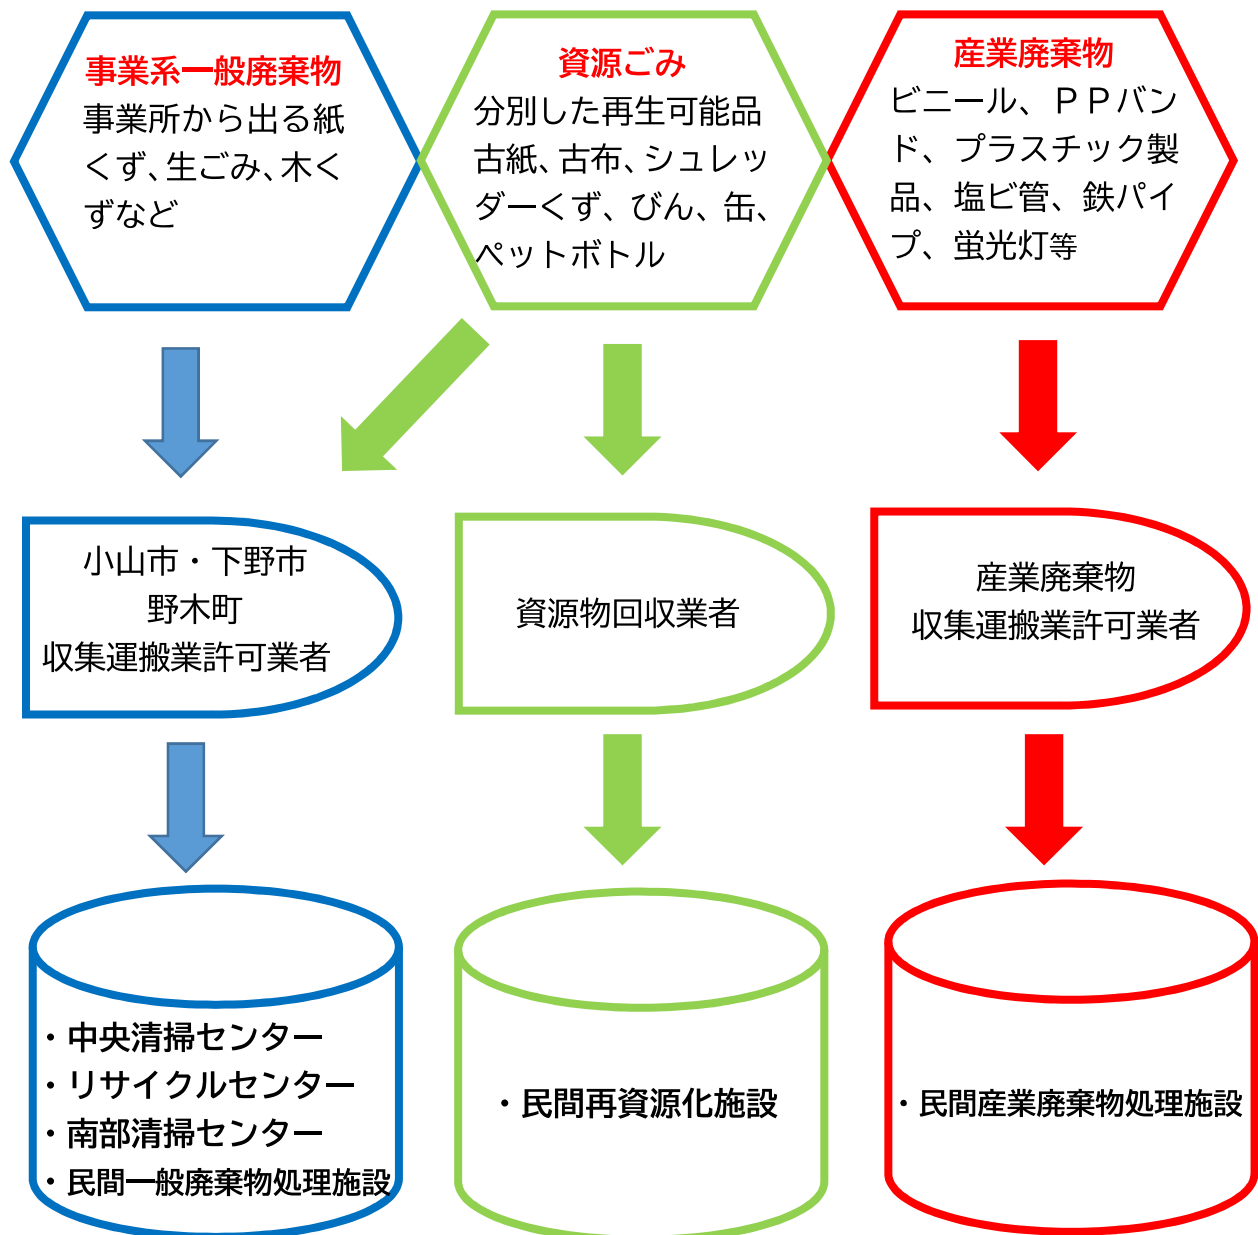 事業系一般廃棄物
事業所から出る紙
くず、生ごみ、木く
ずなど
資源ごみ
分別した再生可能品
古紙、古布、シュレッ
ダーくず、びん、缶、
ペットボトル
産業廃棄物
ビニール、ＰＰバン
ド、プラスチック製
品、塩ビ管、鉄パイ
プ、蛍光灯等
小山市・下野市
野木町
収集運搬業許可業者
資源物回収業者
産業廃棄物
収集運搬業許可業者
・中央清掃センター
・リサイクルセンター
・南部清掃センター
・民間一般廃棄物処理施設
・民間再資源化施設
・民間産業廃棄物処理施設